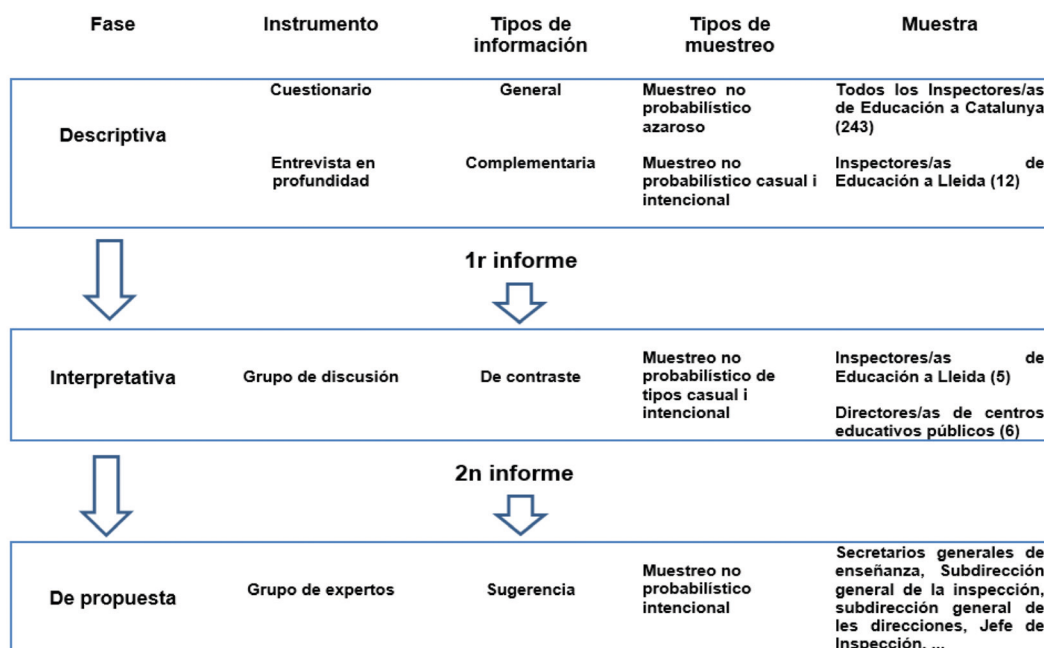 Fase
Instrumento
Tipos de
información
Tipos de
muestreo
Muestra
Descriptiva
Cuestionario
General
Muestreo no
probabilístico
azaroso
Todos los Inspectores/as
de Educación a Catalunya
(243)
Entrevista en
profundidad
Complementaria
Muestreo no
probabilístico casual i
intencional
Inspectores/as de
Educación a Lleida (12)
1r informe
Interpretativa
Grupo de discusión
De contraste
Muestreo no
probabilístico de
tipos casual i
intencional
Inspectores/as de
Educación a Lleida (5)
Directores/as de centros
educativos públicos (6)
2n informe
De propuesta
Grupo de expertos
Sugerencia
Muestreo no
probabilístico
intencional
Secretarios generales de
enseñanza, Subdirección
general de la inspección,
subdirección general de
les direcciones, Jefe de
Inspección, ...